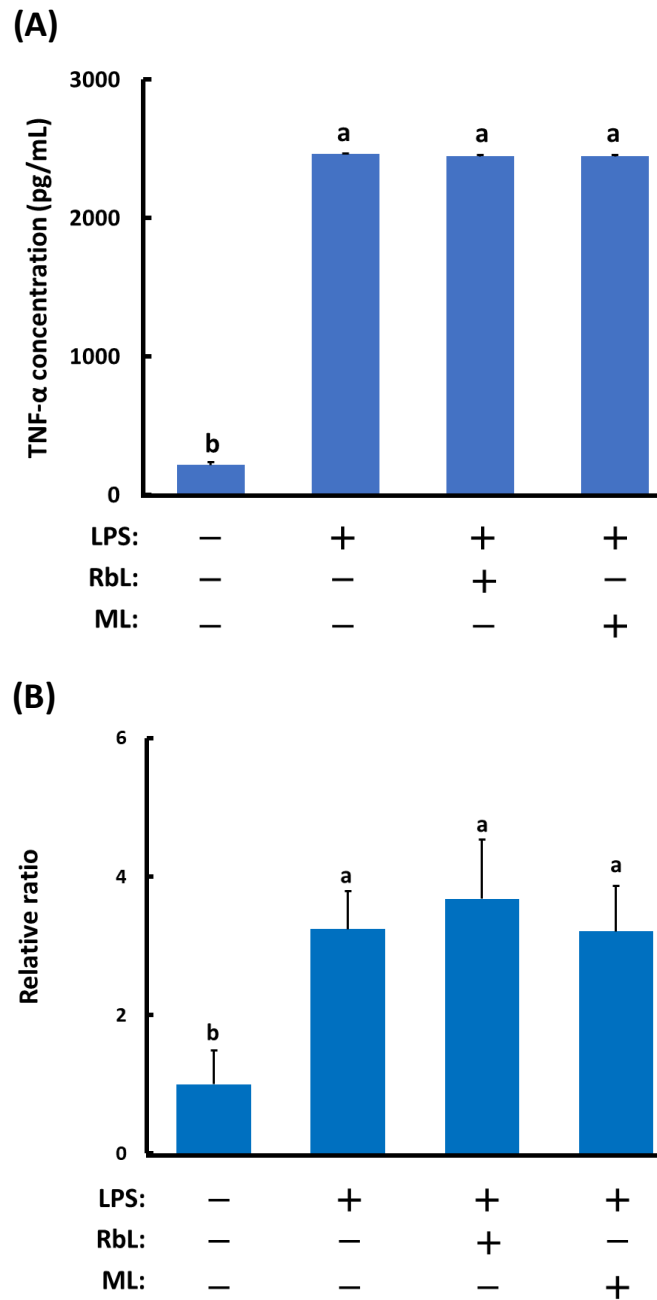 (A)
TNF-α concentration (pg/mL)
3000
2000
1000
0
b a a a
LPS: – + + +
RbL: – – + –
ML: – – – +
(B)
Relative ratio
6
4
2
0
b a a a
LPS: – + + +
RbL: – – + –
ML: – – – +